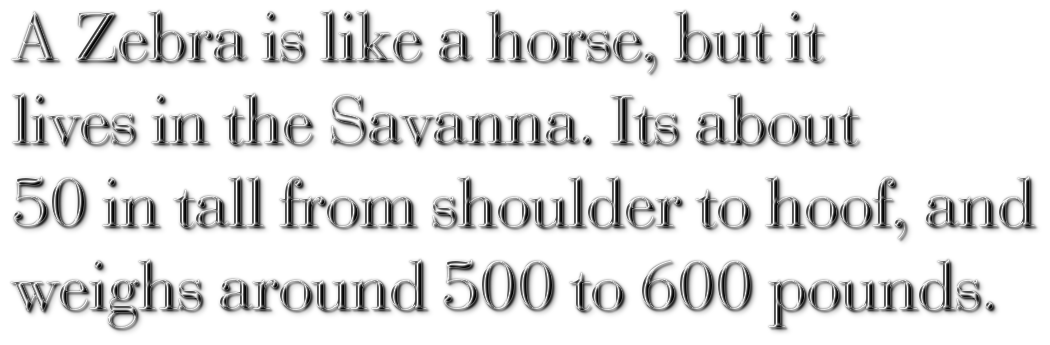 A Zebra is like a horse, but it
lives in the Savanna. Its about
50 in tall from shoulder to hoof, and
weighs around 500 to 600 pounds.